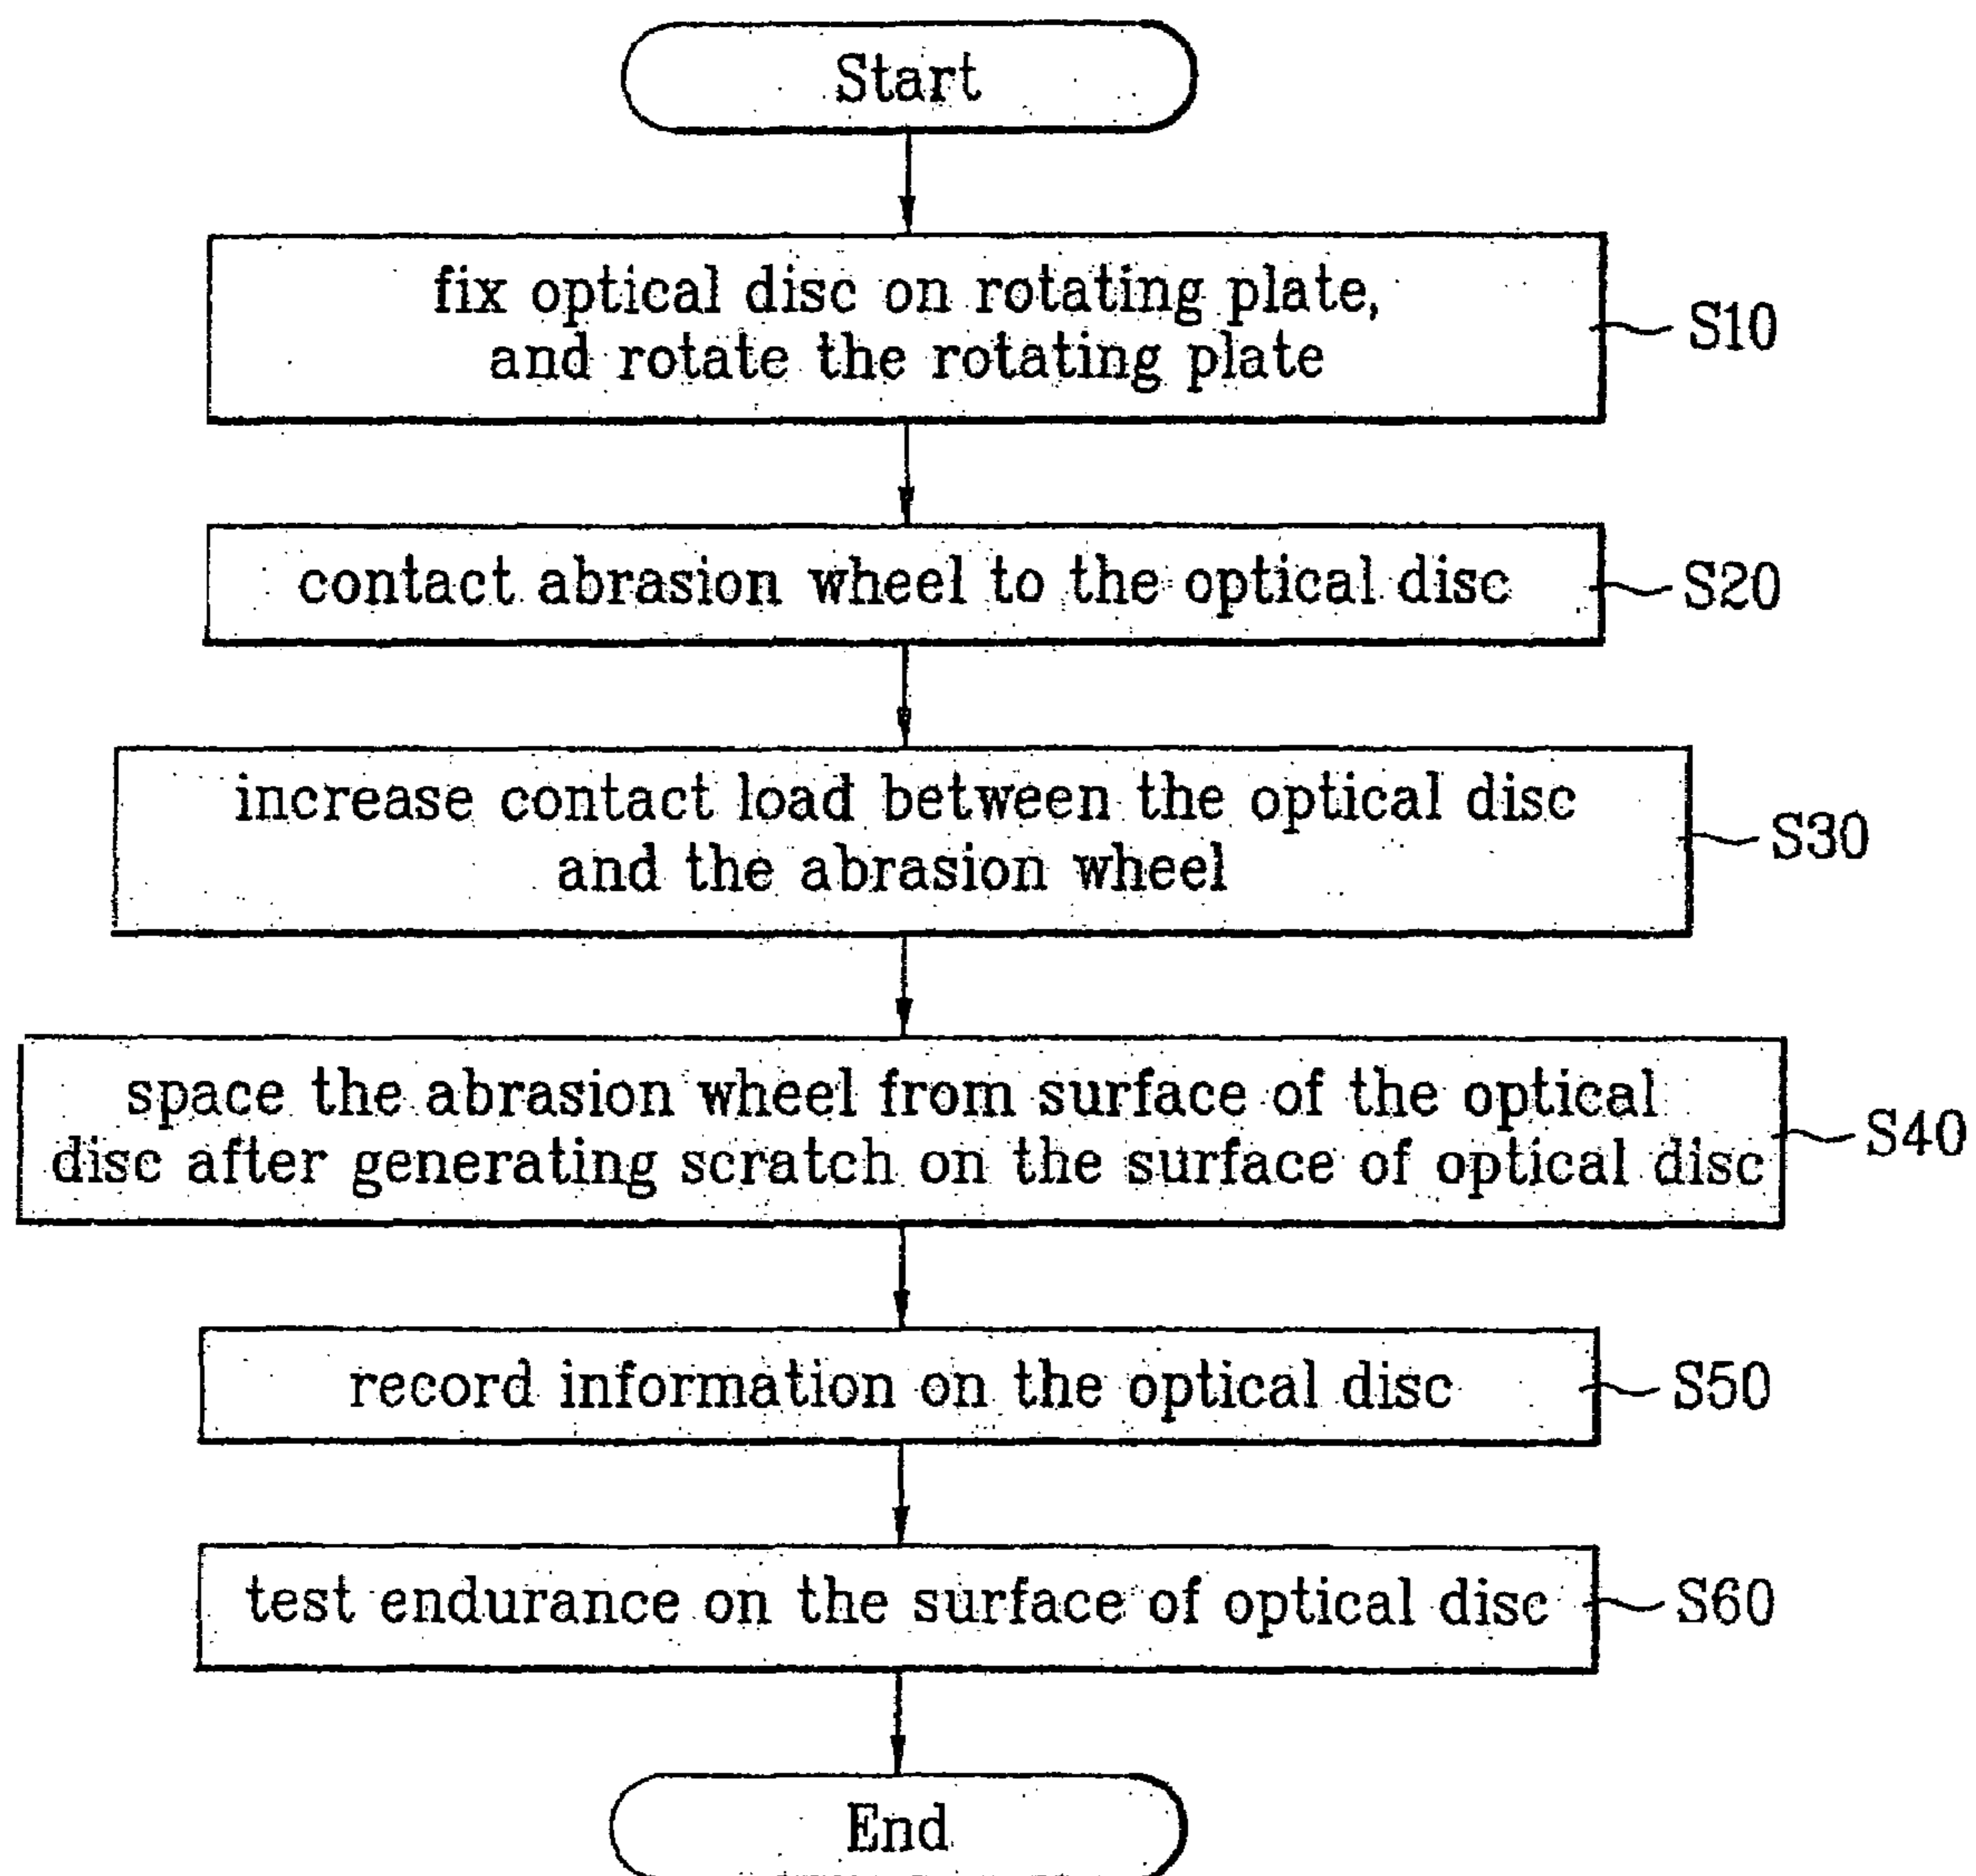 Start
fix optical disc on rotating plate,
and rotate the rotating plate
S10
contact abrasion wheel to the optical disc
S20
increase contact load between the optical disc
and the abrasion wheel
S30
space the abrasion wheel from surface of the optical
disc after generating scratch on the surface of optical disc
S40
record information on the optical disc
S50
test endurance on the surface of optical disc
S60
End